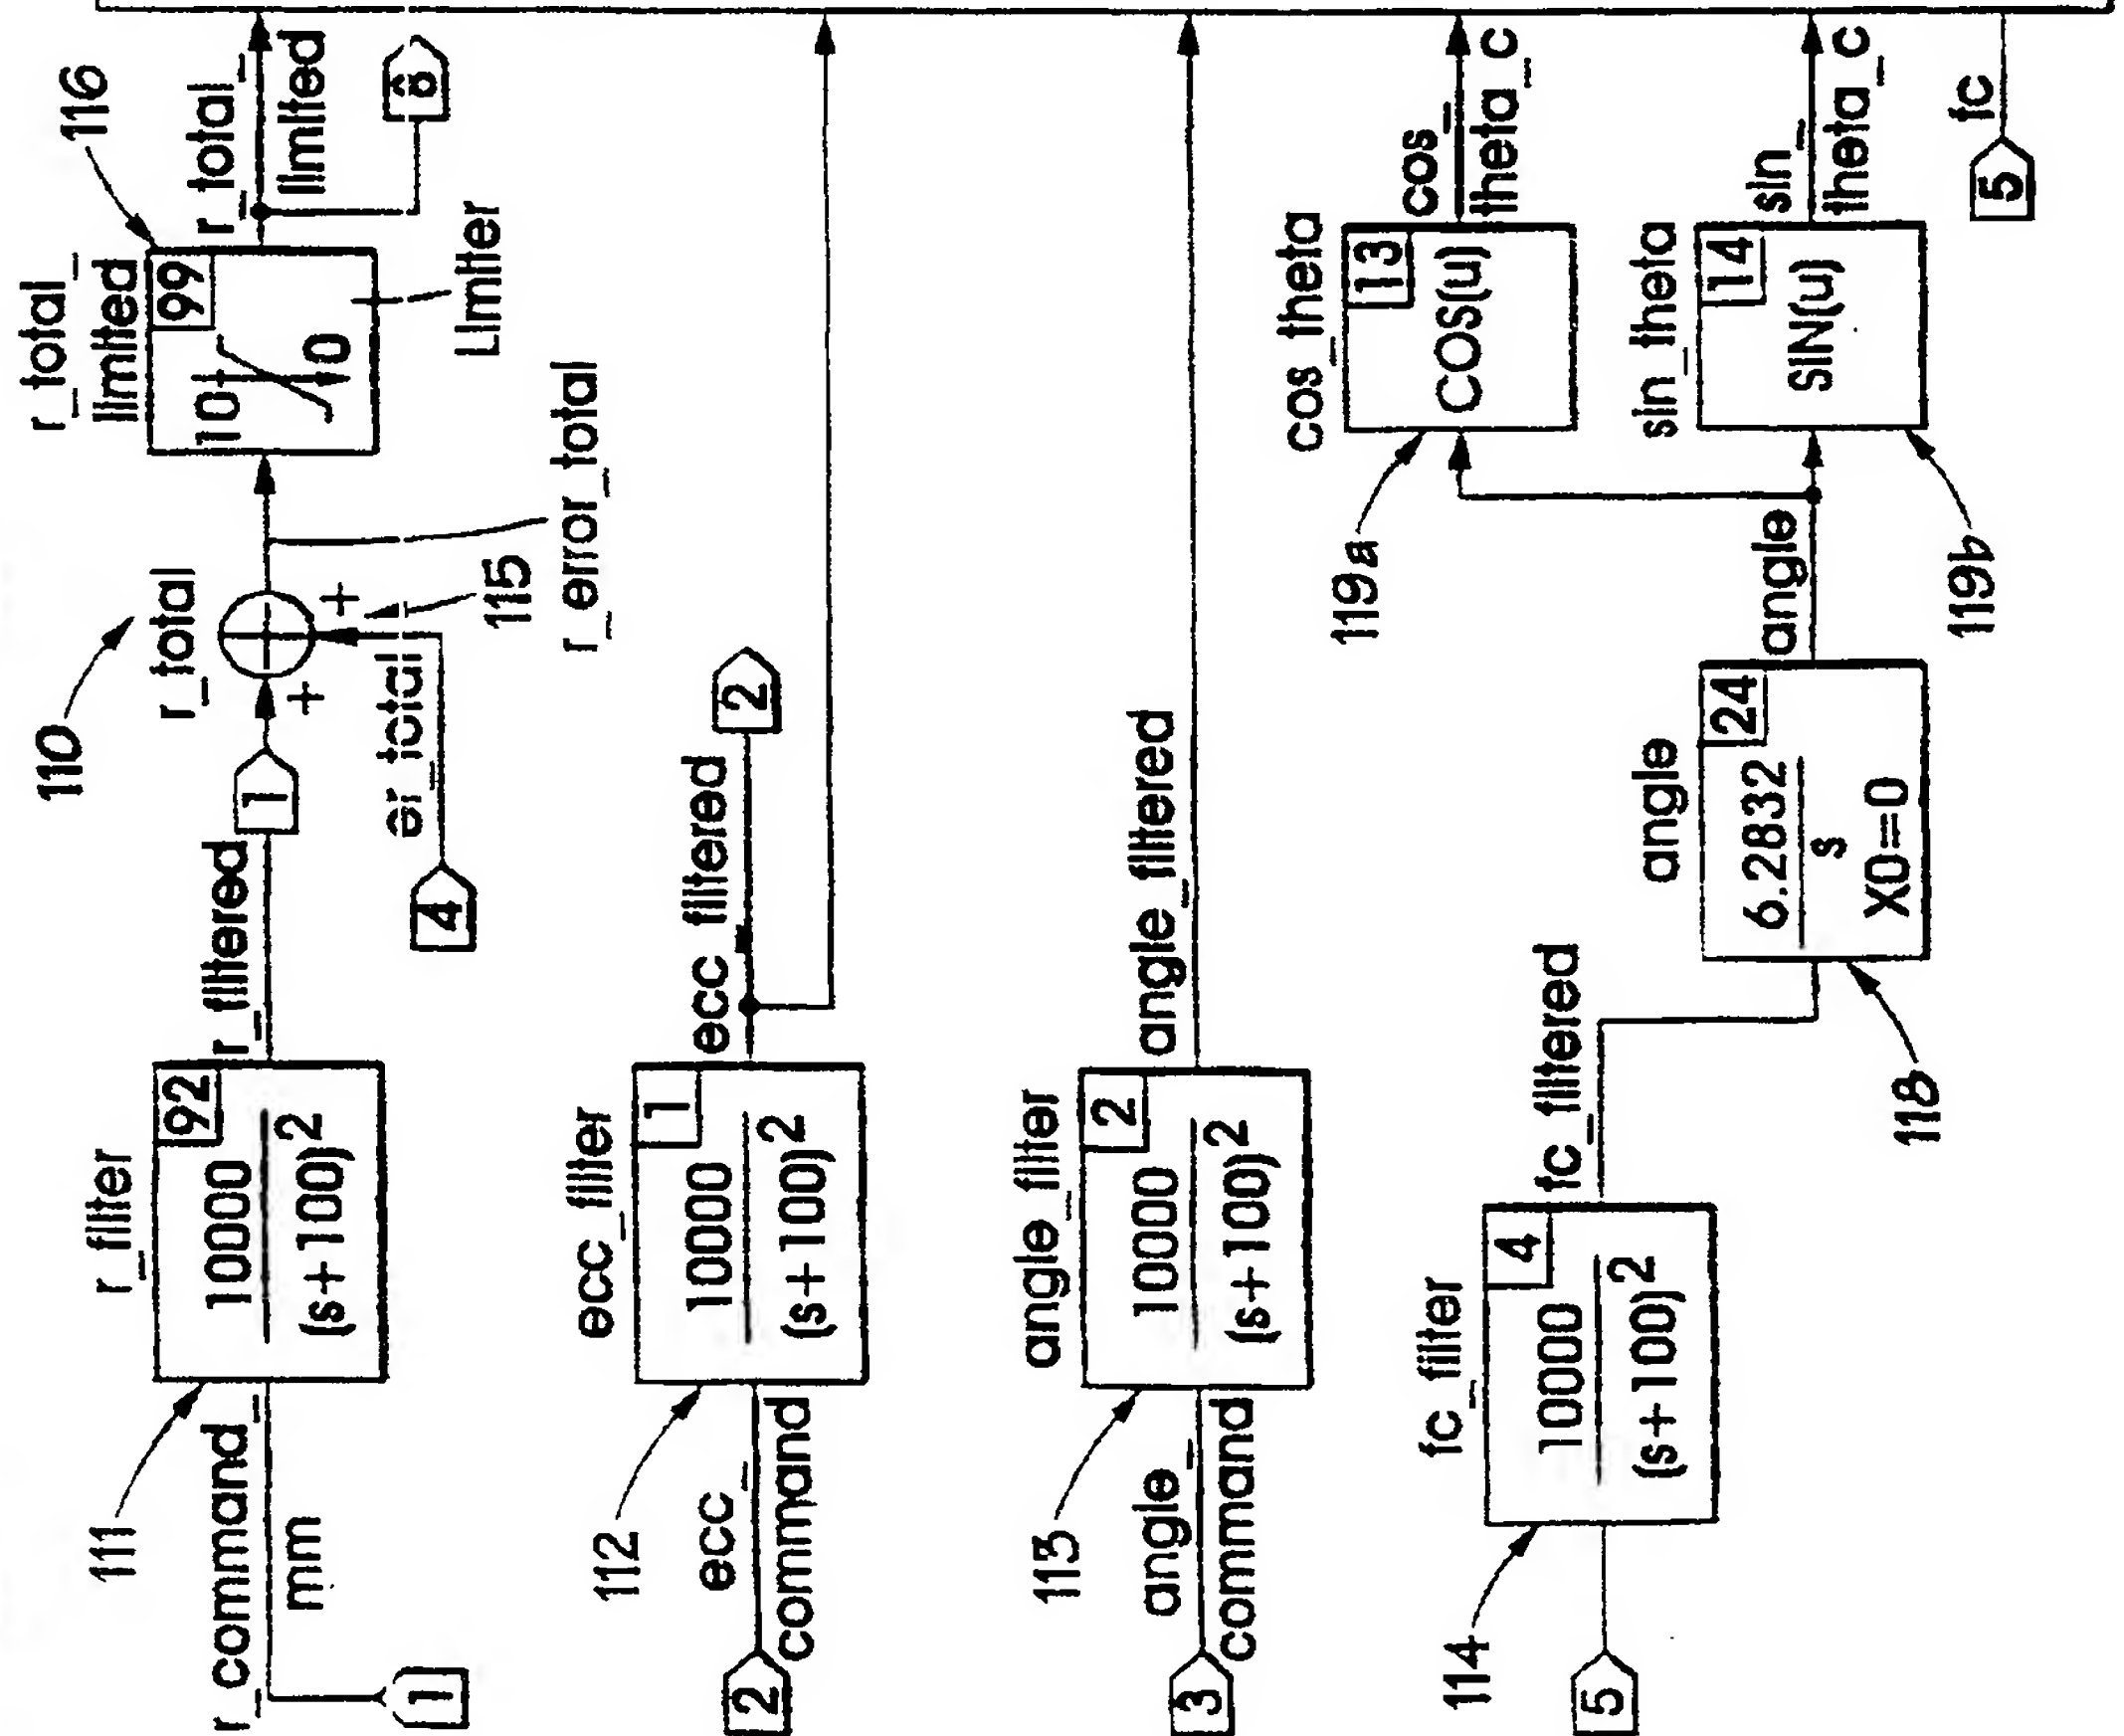 110
r_command_
mm
1
111
r_filter
92
10000
(s+100)2
r_filtered
1
+
r_total
+
er_total
4
115
r_error_total
r_total_
limited
116
99
10
0
Limiter
r_total_
limited
2
ecc_
command
112
ecc_filter
1
10000
(s+100)2
ecc_filtered
2
3
angle_
command
113
angle_filter
2
10000
(s+100)2
angle_filtered
5
114
fc_filter
4
10000
(s+100)2
fc_filtered
angle
24
6.2832
s
X0=0
118
angle
cos_theta
13
COS(u)
119a
cos_
theta_c
sin_theta
14
SIN(u)
119b
sin_
theta_c
5
fc